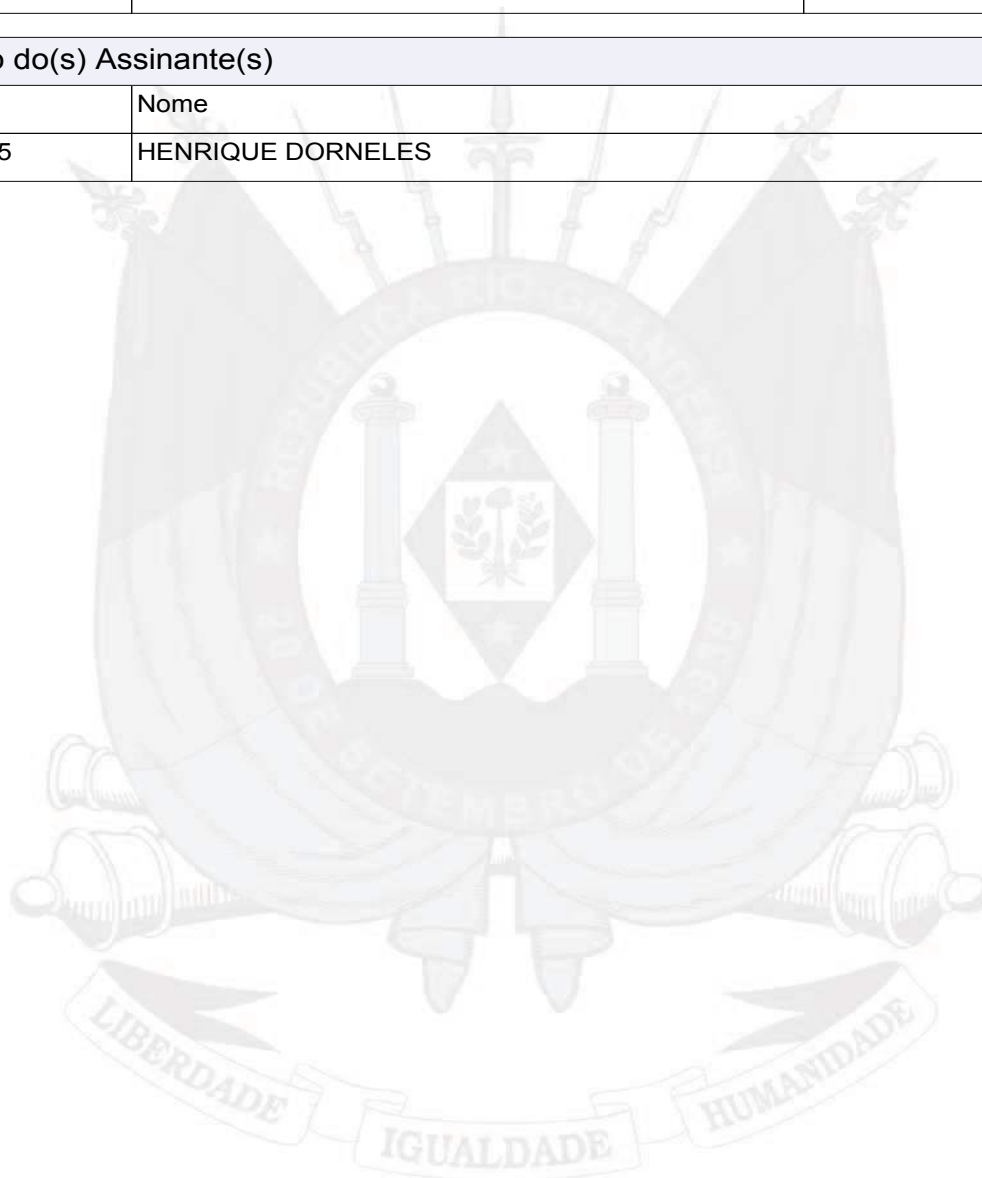 o do(s) Assinante(s)
Nome
5 HENRIQUE DORNELES
REPUBLICA RIO-GRANDENSE
20 DE SETEMBRO DE 1835
LIBERDADE IGUALDADE HUMANIDADE